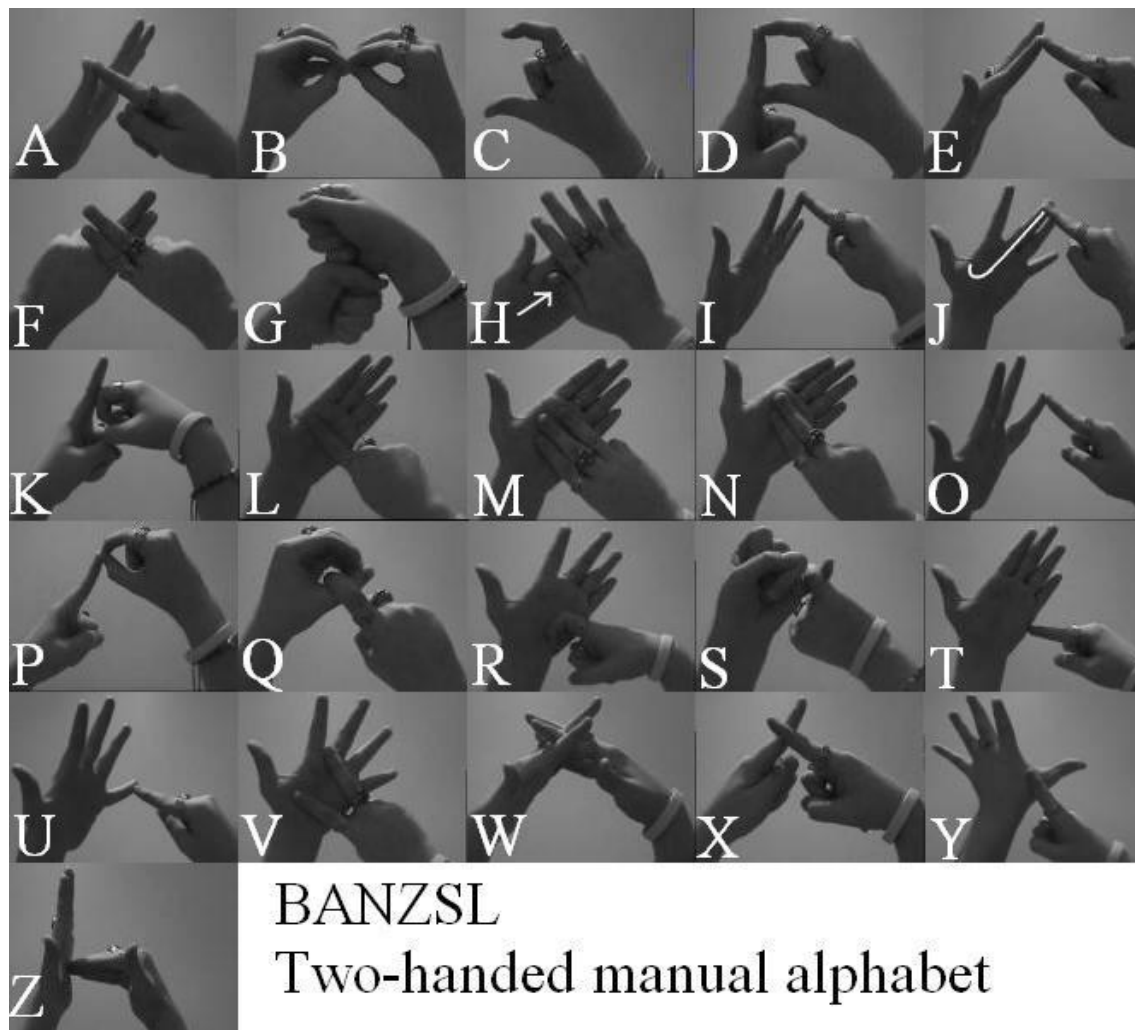 A B C D E
F G H I J
K L M N O
P Q R S T
U V W X Y
Z
BANZSL
Two-handed manual alphabet